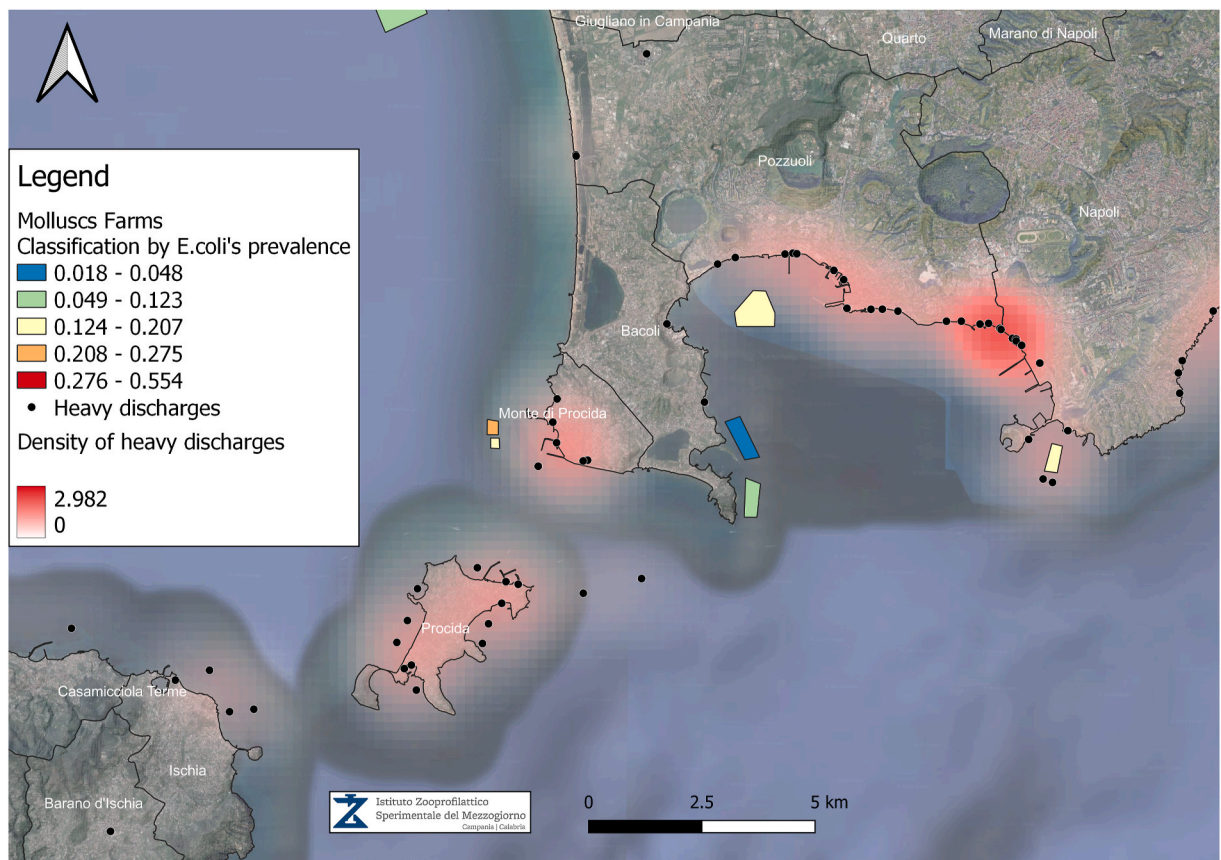 Giugliano in Campania
Quarto
Marano di Napoli
Pozzuoli
Napoli
Legend
Molluscs Farms
Classification by E.coli's prevalence
0.018 - 0.048
0.049 - 0.123
0.124 - 0.207
0.208 - 0.275
0.276 - 0.554
Heavy discharges
Density of heavy discharges
2.982
0
Bacoli
Monte di Procida
Procida
Casamicciola Terme
Ischia
Barano d'Ischia
Istituto Zooprofilattico
Sperimentale del Mezzogiorno
Campania | Calabria
0 2.5 5 km